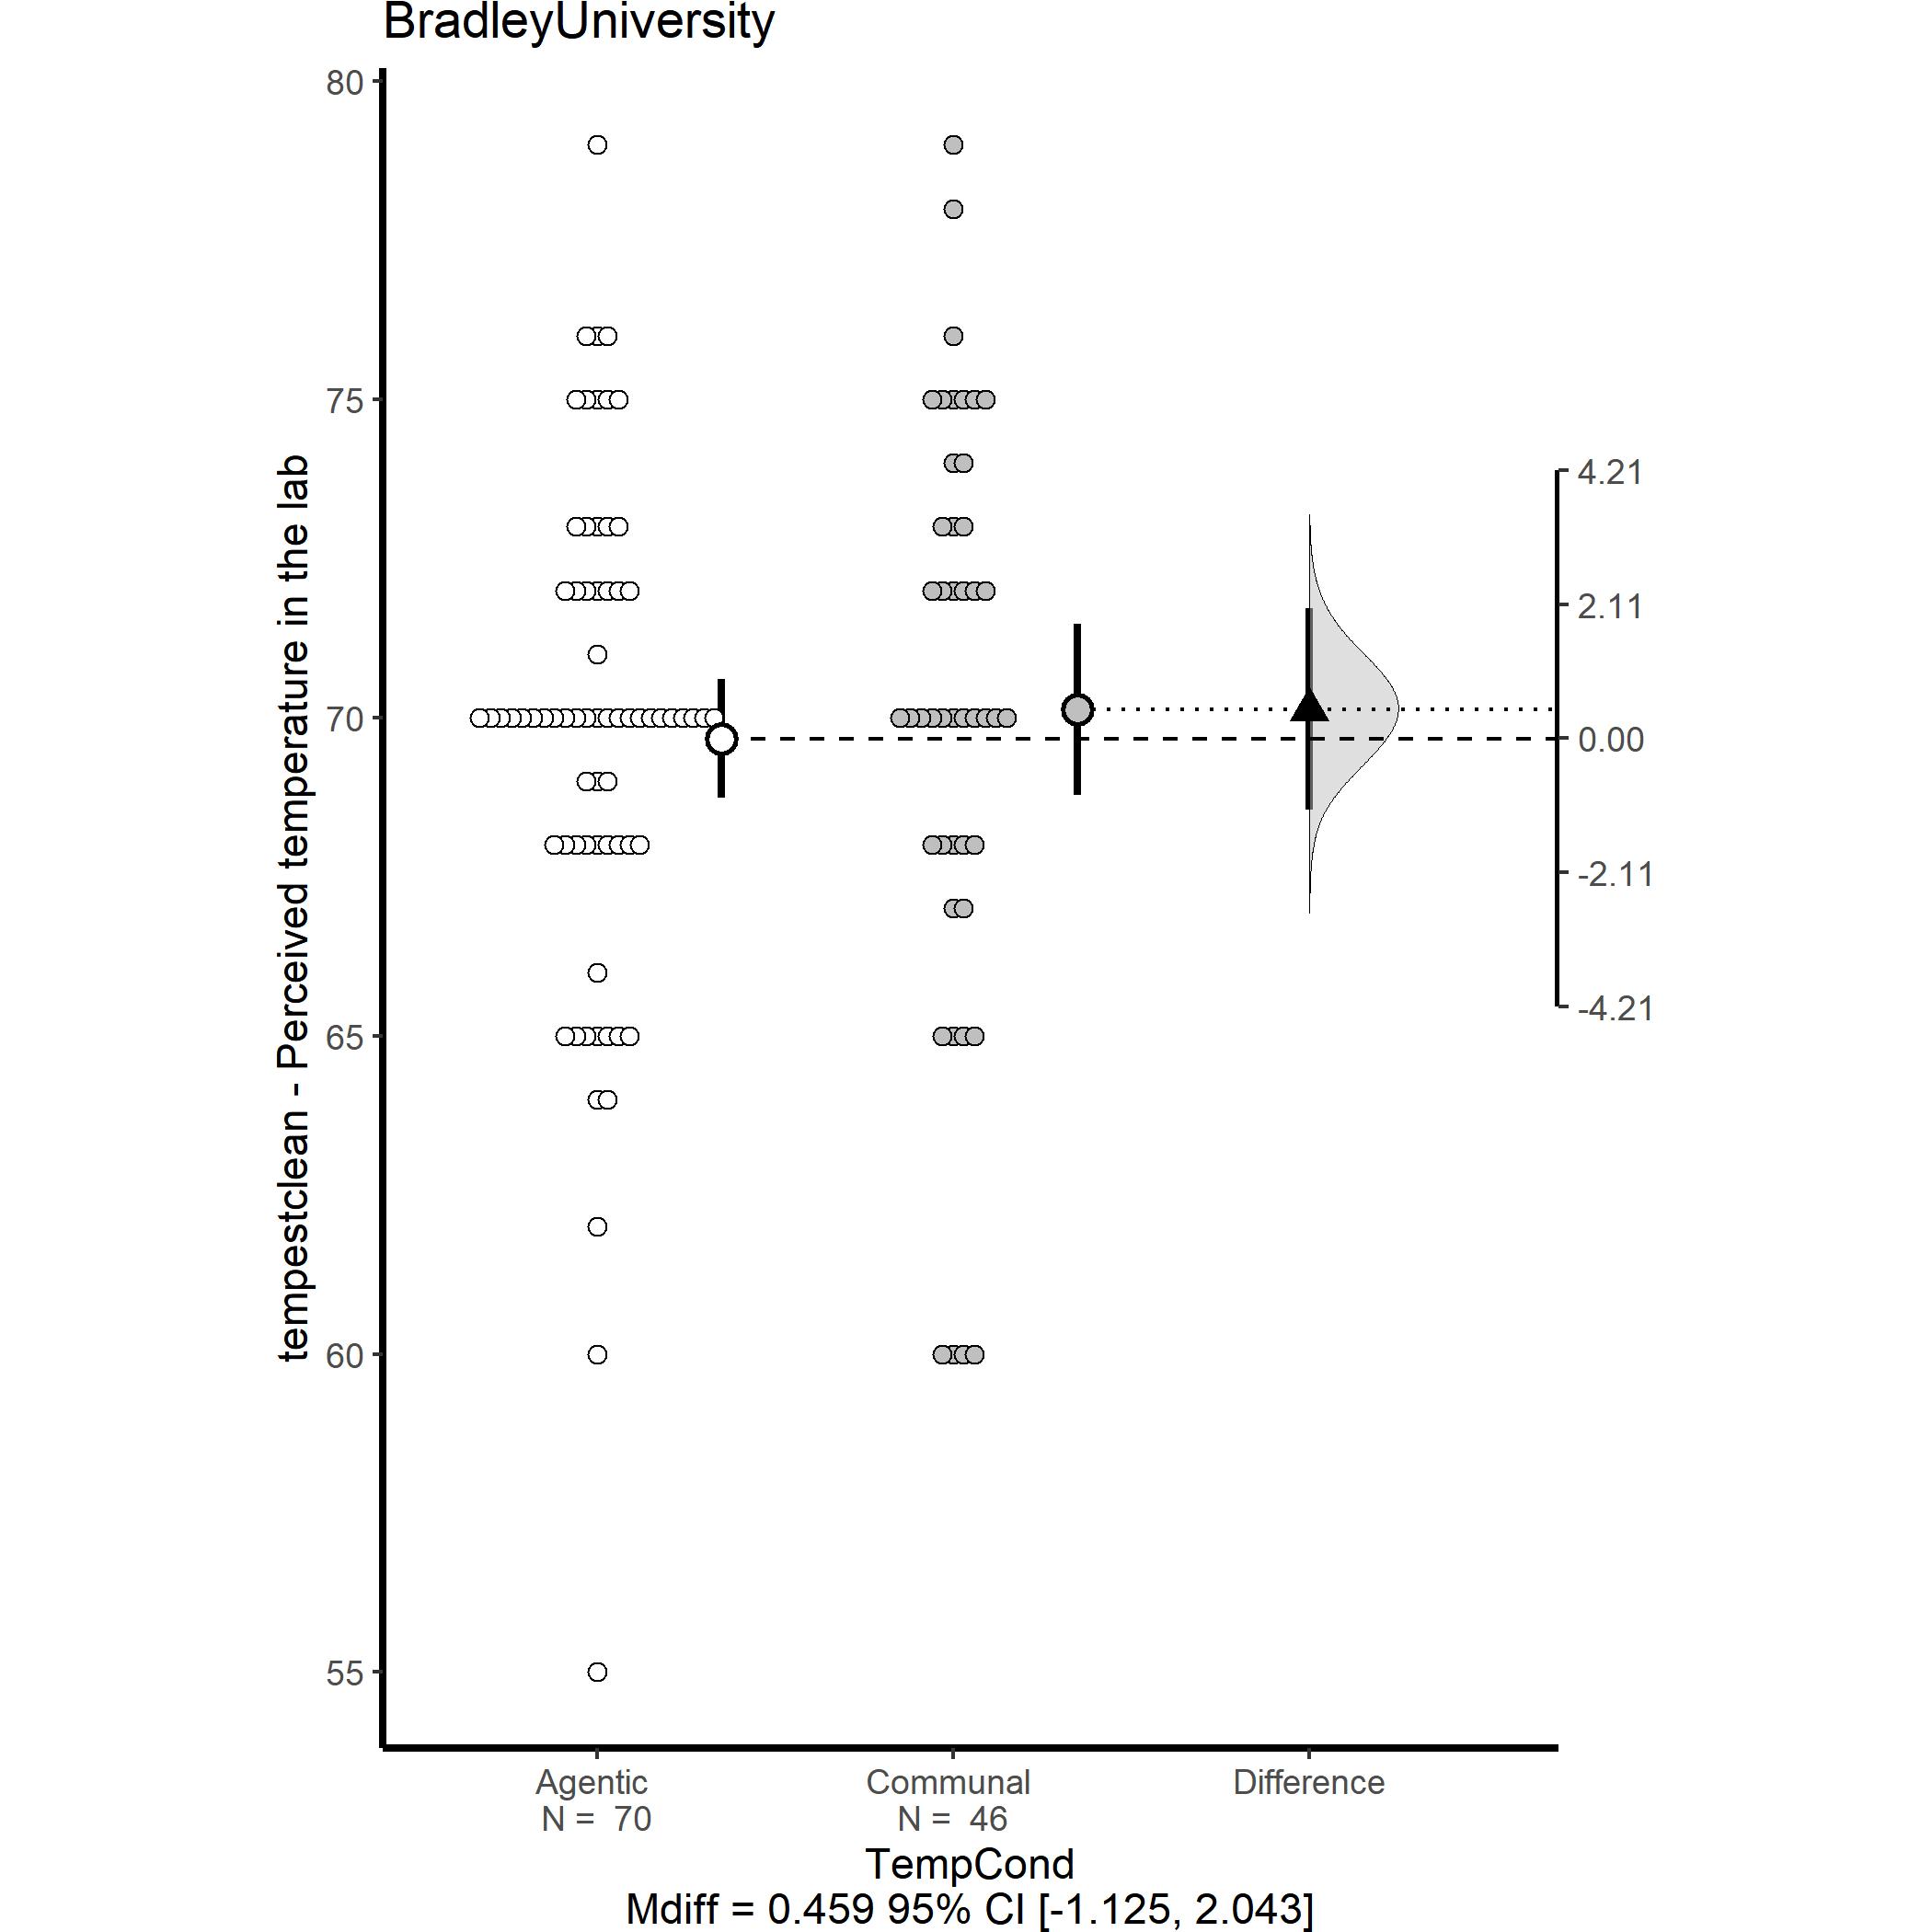 BradleyUniversity
80
75
70
65
60
55
tempestclean - Perceived temperature in the lab
4.21
2.11
0.00
-2.11
-4.21
Agentic
N = 70
Communal
N = 46
Difference
TempCond
Mdiff = 0.459 95% CI [-1.125, 2.043]